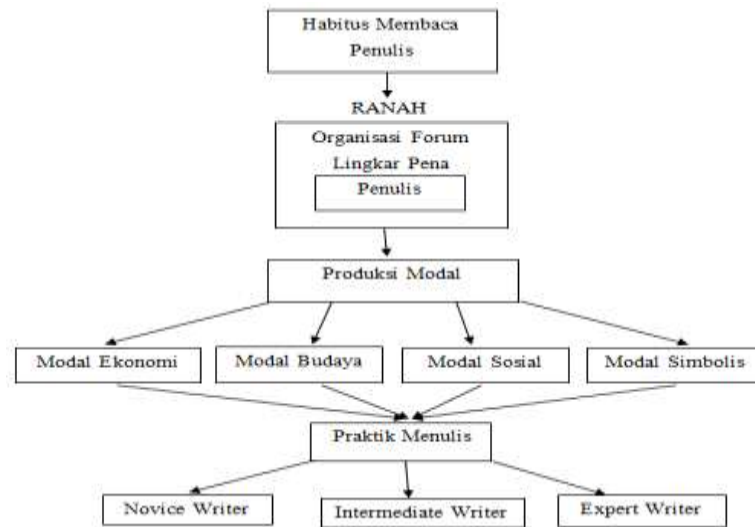 Habitus Membaca
Penulis
RANAH
Organisasi Forum
Lingkar Pena
Penulis
Produksi Modal
Modal Ekonomi
Modal Budaya
Modal Sosial
Modal Simbolis
Praktik Menulis
Novice Writer
Intermediate Writer
Expert Writer